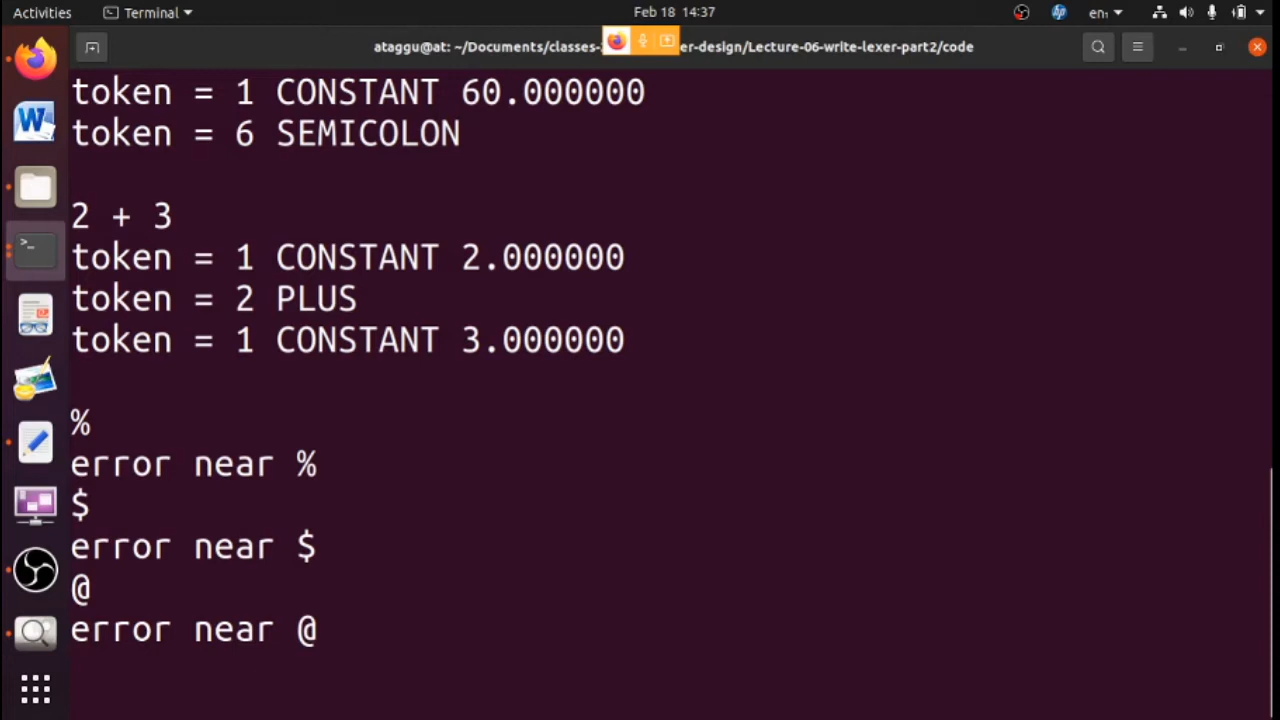 Activities Terminal Feb 18 14:37 en₁
ataggu@at: ~/Documents/classes- er-design/Lecture-06-write-lexer-part2/code
token = 1 CONSTANT 60.000000
token = 6 SEMICOLON
2 + 3
token = 1 CONSTANT 2.000000
token = 2 PLUS
token = 1 CONSTANT 3.000000
%
error near %
$
error near $
@
error near @